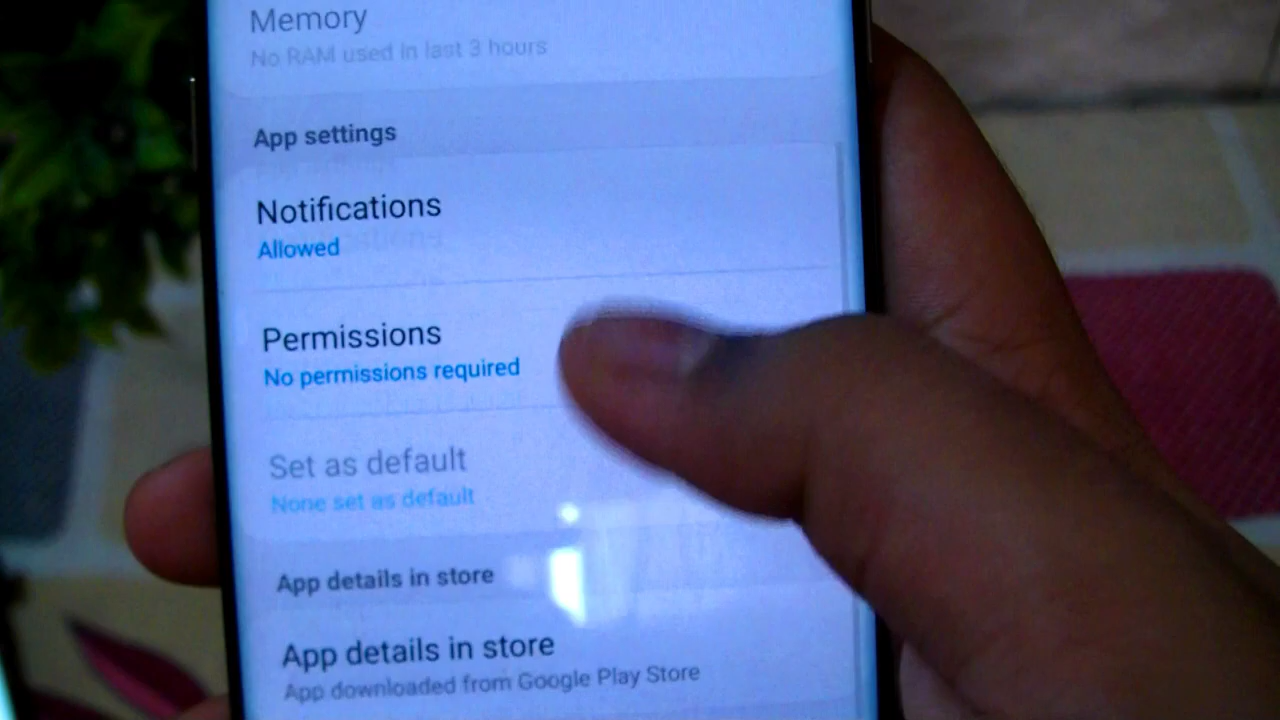 Memory
No RAM used in last 3 hours
App settings
Notifications
Allowed
Permissions
No permissions required
Set as default
None set as default
App details in store
App details in store
App downloaded from Google Play Store